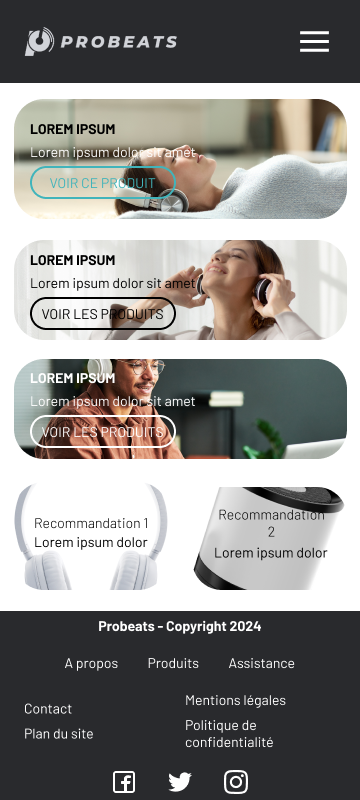 PROBEATS
LOREM IPSUM
Lorem ipsum dolor sit amet
VOIR CE PRODUIT
LOREM IPSUM
Lorem ipsum dolor sit amet
VOIR LES PRODUITS
LOREM IPSUM
Lorem ipsum dolor sit amet
VOIR LES PRODUITS
Recommandation 1
Lorem ipsum dolor
Recommandation
2
Lorem ipsum dolor
Probeats - Copyright 2024
A propos Produits Assistance
Contact
Plan du site
Mentions légales
Politique de
confidentialité